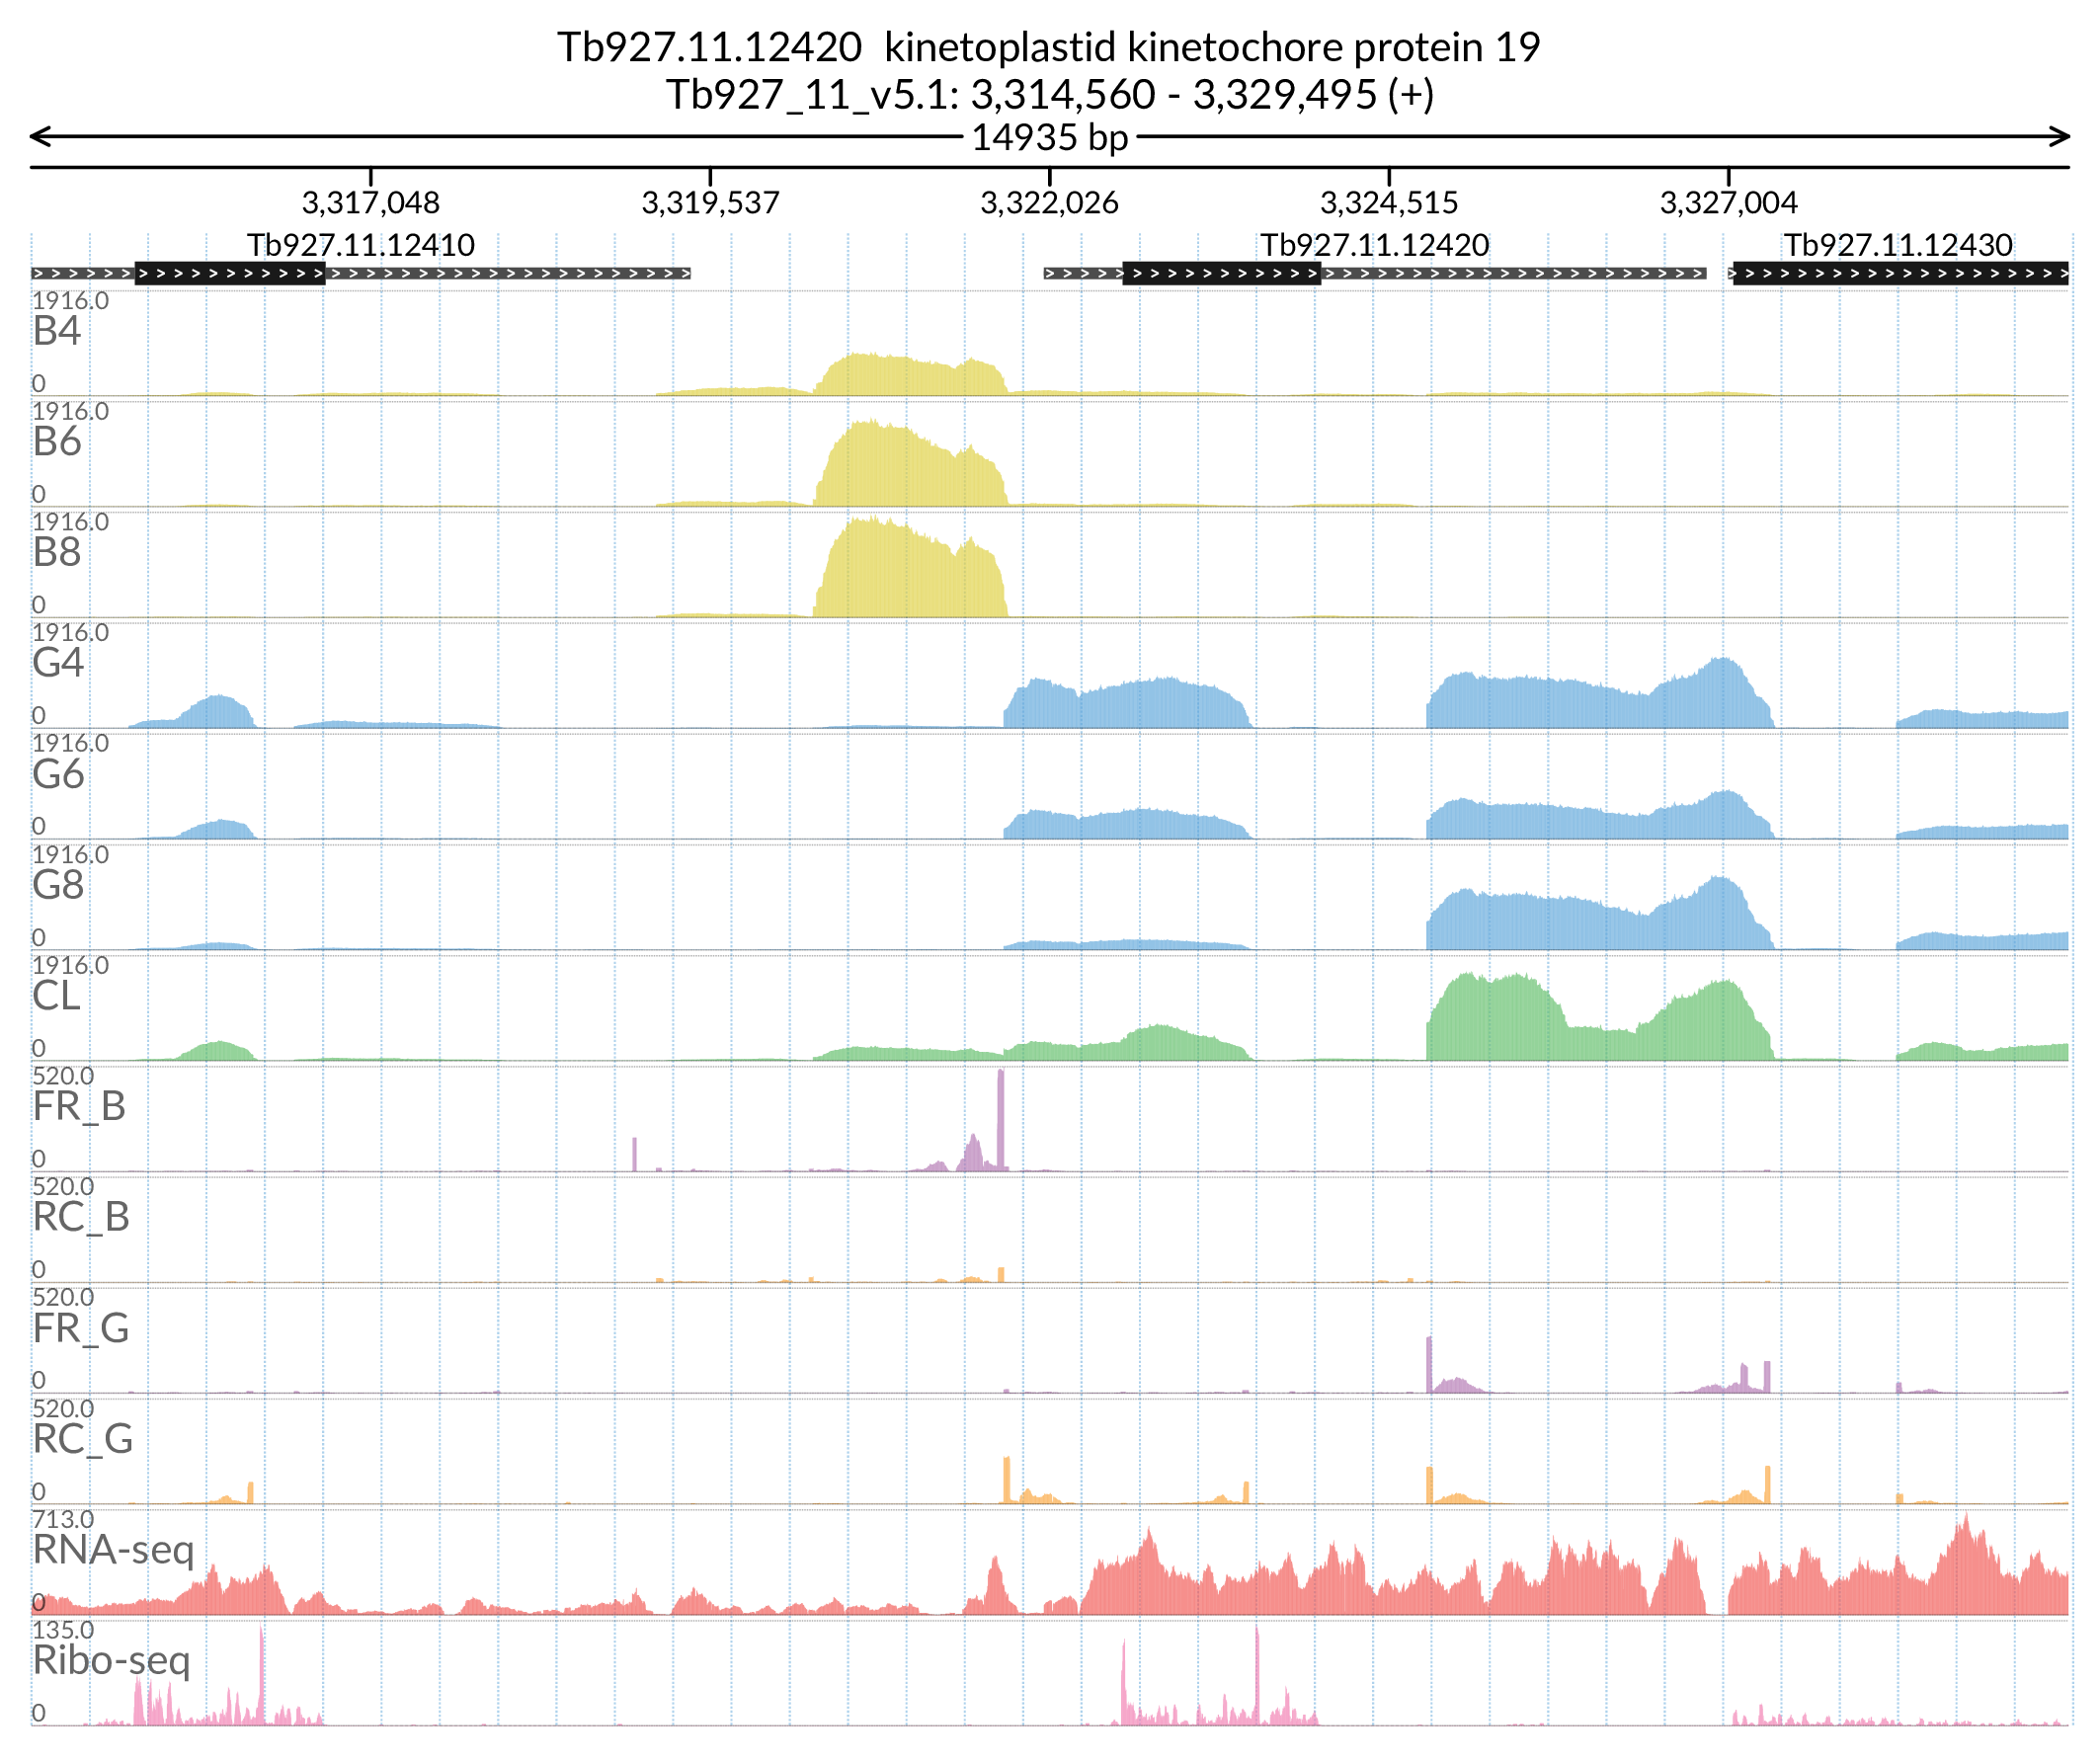 Tb927.11.12420 kinetoplastid kinetochore protein 19
Tb927_11_v5.1: 3,314,560 - 3,329,495 (+)
14935 bp
3,317,048 3,319,537 3,322,026 3,324,515 3,327,004
Tb927.11.12410 Tb927.11.12420 Tb927.11.12430
1916.0
B4
0
1916.0
B6
0
1916.0
B8
0
1916.0
G4
0
1916.0
G6
0
1916.0
G8
0
1916.0
CL
0
520.0
FR_B
0
520.0
RC_B
0
520.0
FR_G
0
520.0
RC_G
0
713.0
RNA-seq
0
135.0
Ribo-seq
0